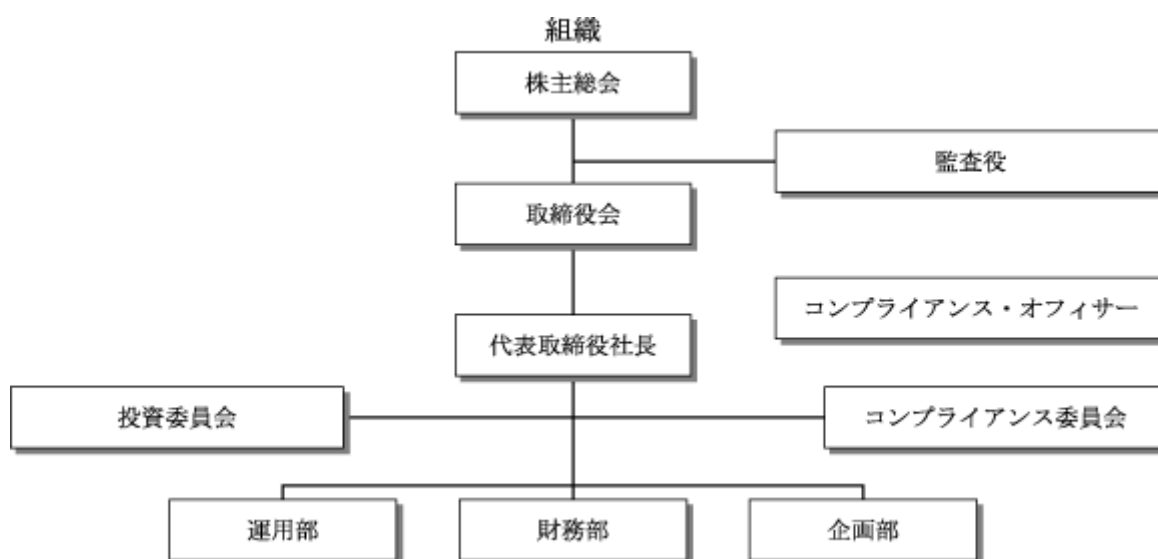 組織
株主総会
監査役
取締役会
コンプライアンス・オフィサー
代表取締役社長
投資委員会
コンプライアンス委員会
運用部
財務部
企画部